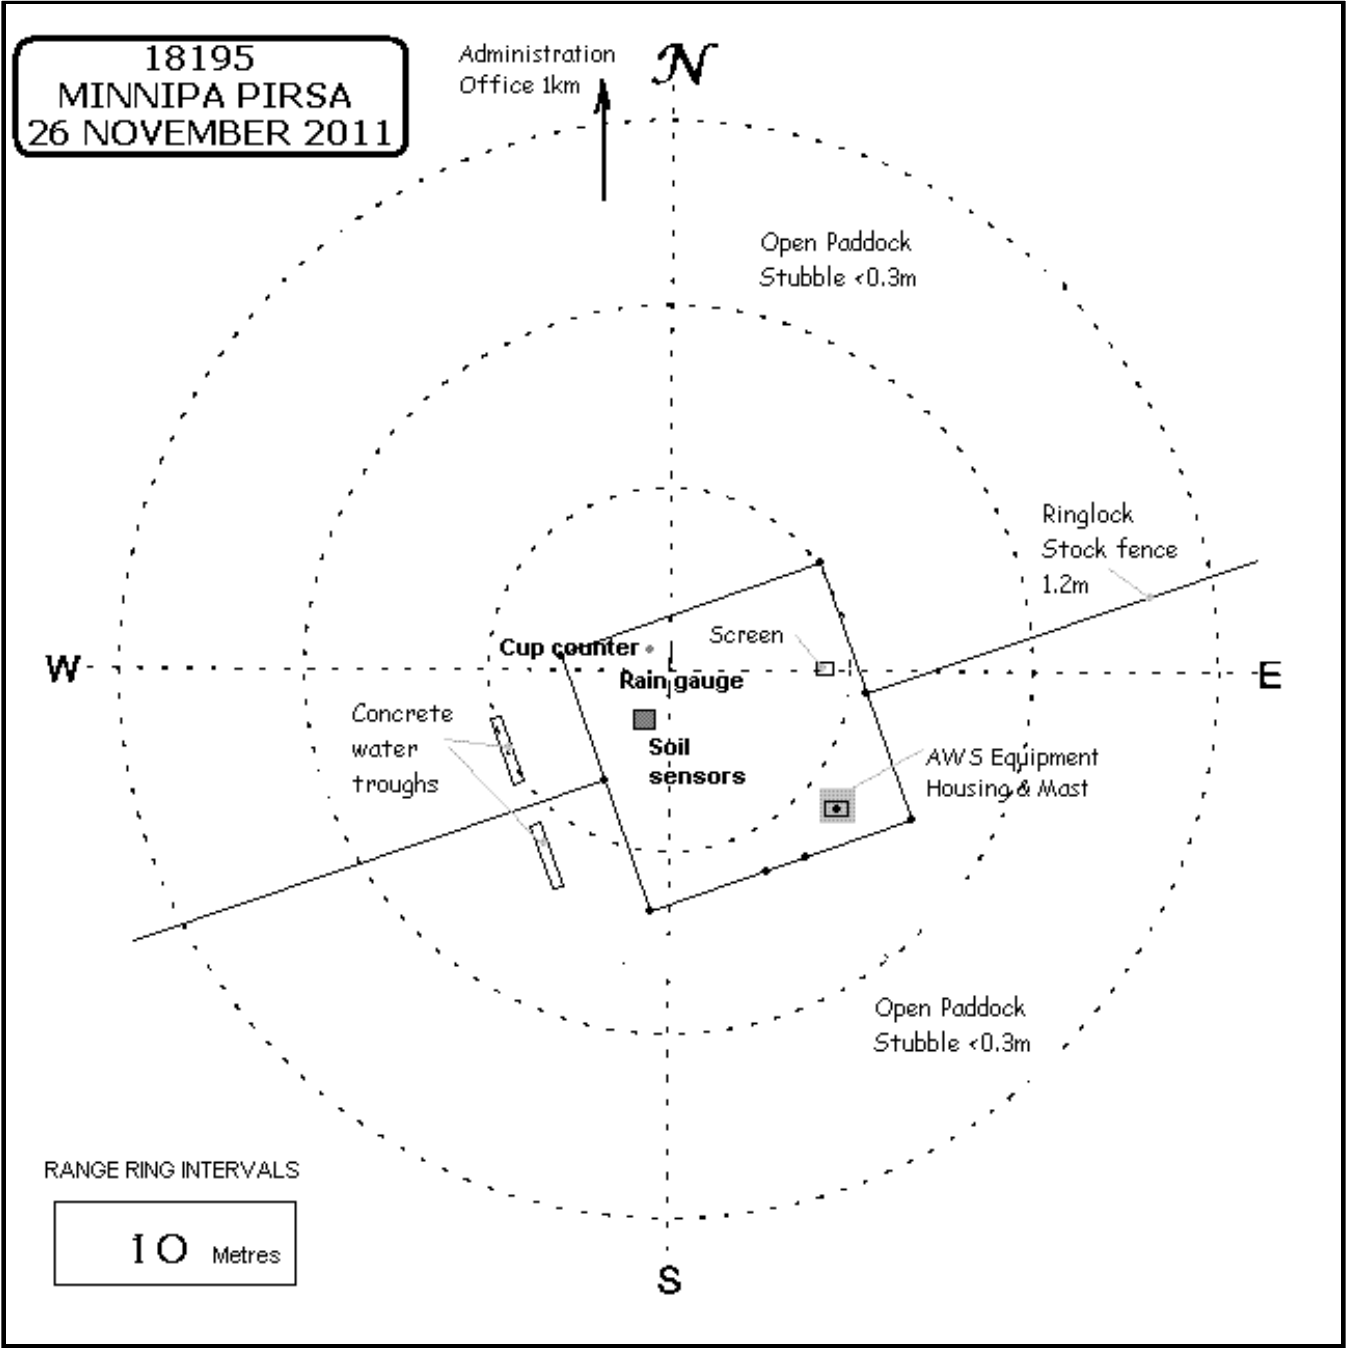 18195
MINNIPA PIRSA
26 NOVEMBER 2011
Administration
Office 1km
N
Open Paddock
Stubble <0.3m
Ringlock
Stock fence
1.2m
Screen
Cup counter
W
E
Rain gauge
Concrete
water
troughs
Soil
sensors
AWS Equipment
Housing & Mast
Open Paddock
Stubble <0.3m
RANGE RING INTERVALS
10 Metres
S